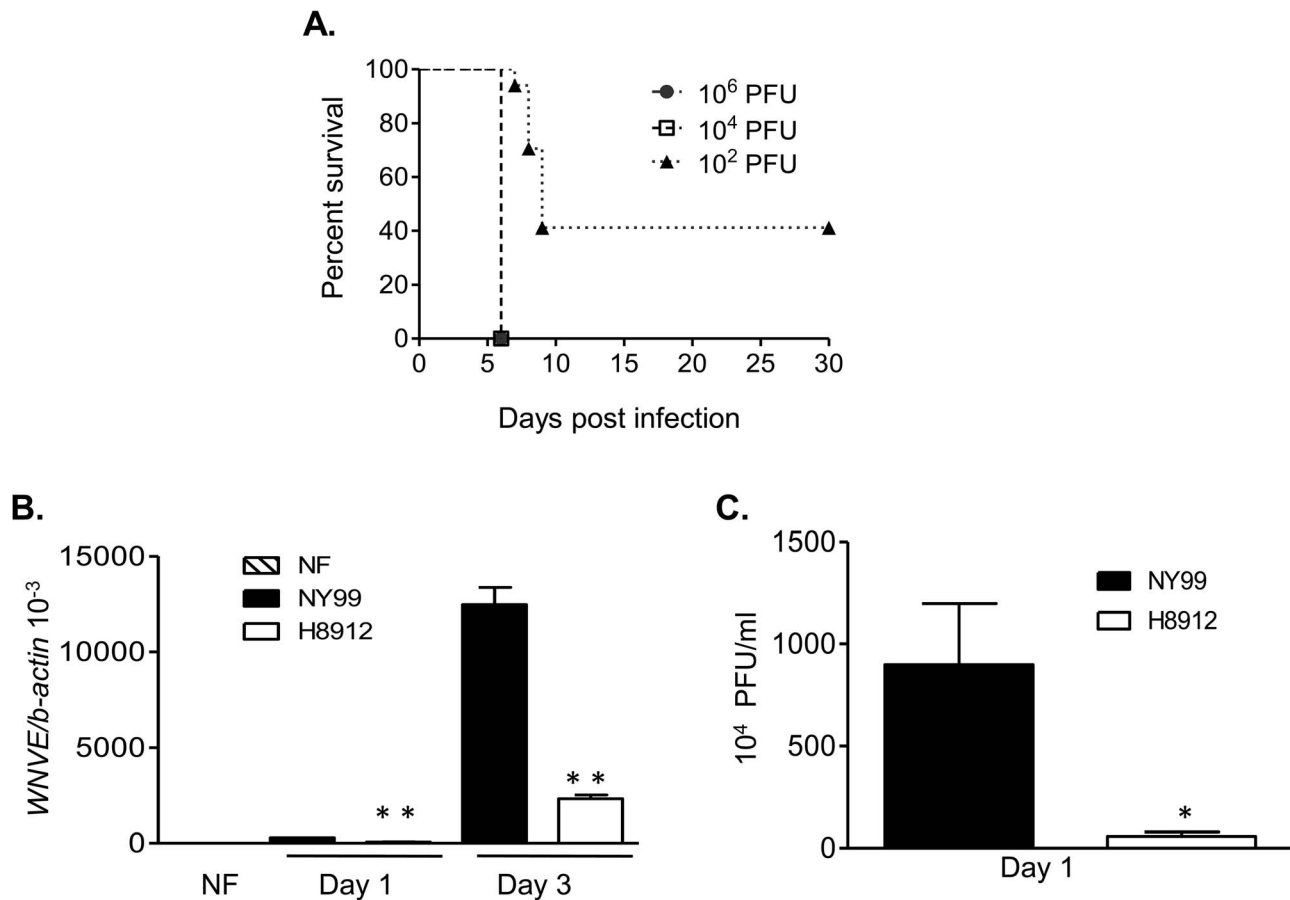 A.
100
80
60
40
20
0
Percent survival
10⁶ PFU
10⁴ PFU
10² PFU
0 5 10 15 20 25 30
Days post infection
B.
15000
10000
5000
0
WNVE/b-actin 10⁻³
NF
NY99
H8912
* *
* *
NF Day 1 Day 3
C.
1500
1000
500
0
10⁴ PFU/ml
NY99
H8912
*
Day 1